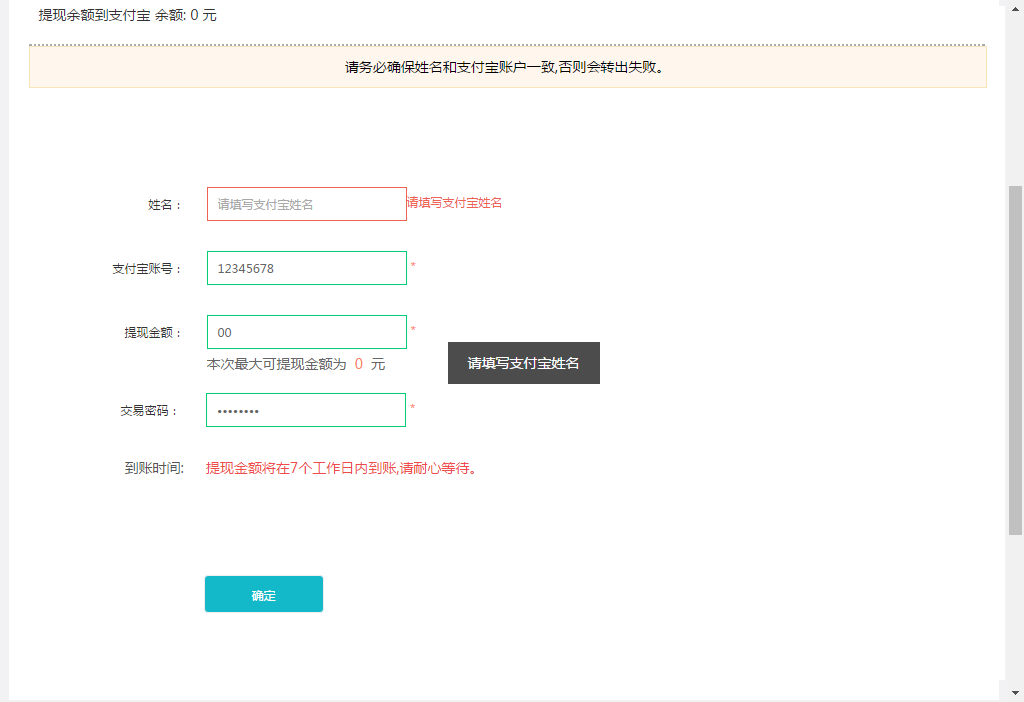 提现余额到支付宝 余额: 0 元
请务必确保姓名和支付宝账户一致,否则会转出失败。
姓名： 请填写支付宝姓名 请填写支付宝姓名
支付宝账号： 12345678 *
提现金额： 00 *
本次最大可提现金额为 0 元
请填写支付宝姓名
交易密码： •••••••• *
到账时间: 提现金额将在7个工作日内到账,请耐心等待。
确定